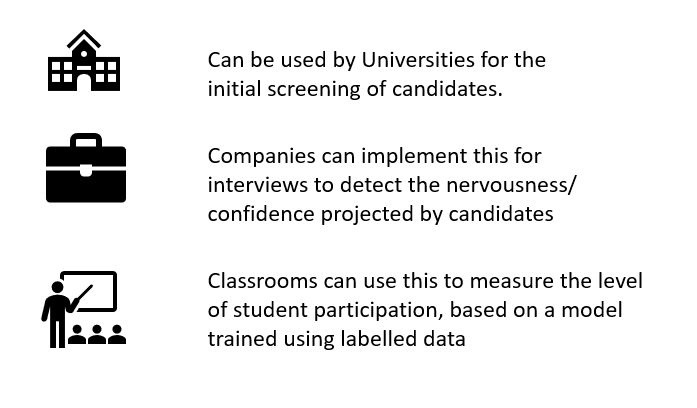 Can be used by Universities for the
initial screening of candidates.
Companies can implement this for
interviews to detect the nervousness/
confidence projected by candidates
Classrooms can use this to measure the level
of student participation, based on a model
trained using labelled data